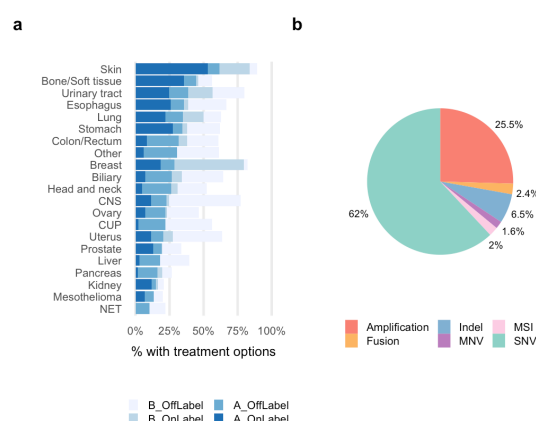 a
b
Skin
Bone/Soft tissue
Urinary tract
Esophagus
Lung
Stomach
Colon/Rectum
Other
Breast
Biliary
Head and neck
CNS
Ovary
CUP
Uterus
Prostate
Liver
Pancreas
Kidney
Mesothelioma
NET
0% 25% 50% 75% 100%
% with treatment options
B_OffLabel A_OffLabel
B_OnLabel A_OnLabel
25.5%
2.4%
6.5%
1.6%
2%
62%
Amplification Indel MSI
Fusion MNV SNV